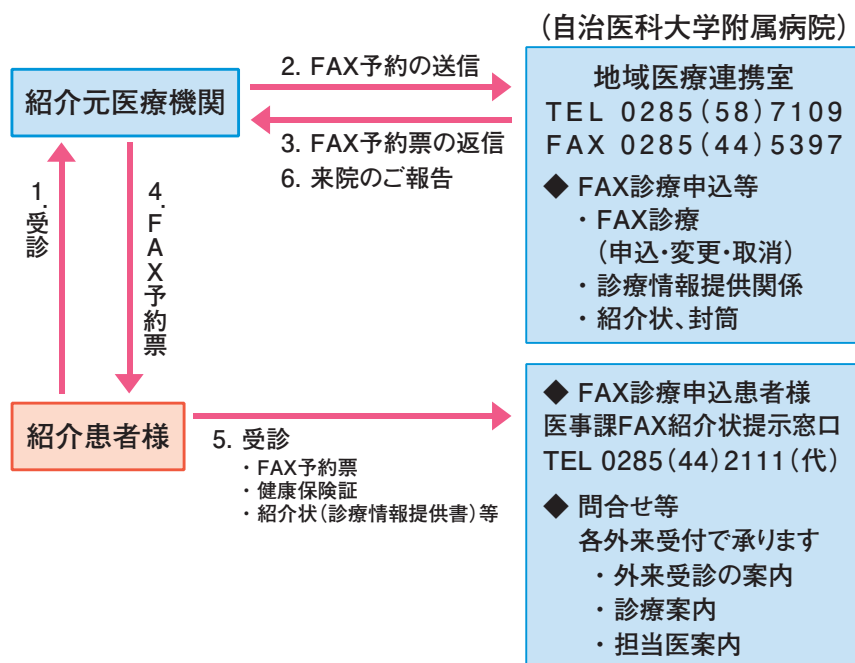 (自治医科大学附属病院)
紹介元医療機関
2. FAX予約の送信
3. FAX予約票の返信
6. 来院のご報告
地域医療連携室
TEL 0285(58)7109
FAX 0285(44)5397
◆ FAX診療申込等
・FAX診療
(申込・変更・取消)
・診療情報提供関係
・紹介状、封筒
1.受診
4.FAX予約票
紹介患者様
5. 受診
・FAX予約票
・健康保険証
・紹介状(診療情報提供書)等
◆ FAX診療申込患者様
医事課FAX紹介状提示窓口
TEL 0285(44)2111(代)
◆ 問合せ等
各外来受付で承ります
・外来受診の案内
・診療案内
・担当医案内